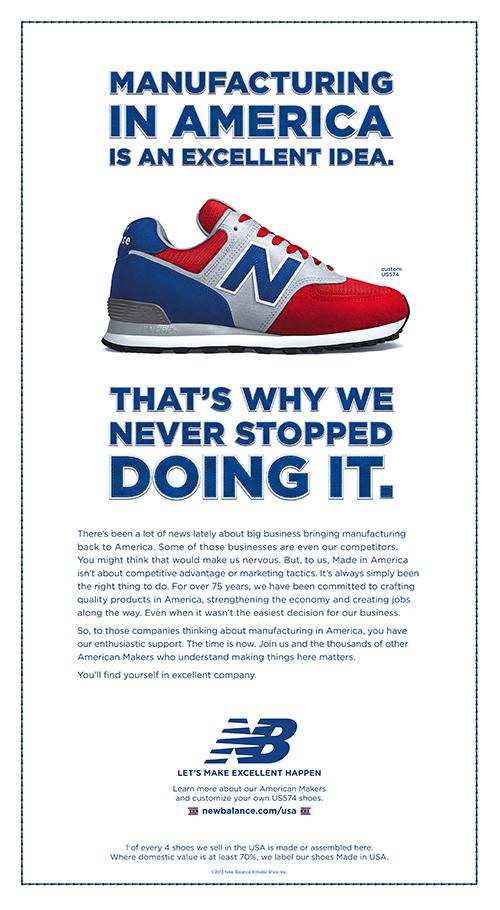 MANUFACTURING
IN AMERICA
IS AN EXCELLENT IDEA.
nce
N
custom
US574
ENCAP
THAT'S WHY WE
NEVER STOPPED
DOING IT.
There's been a lot of news lately about big business bringing manufacturing
back to America. Some of those businesses are even our competitors.
You might think that would make us nervous. But, to us, Made in America
isn't about competitive advantage or marketing tactics. It's always simply been
the right thing to do. For over 75 years, we have been committed to crafting
quality products in America, strengthening the economy and creating jobs
along the way. Even when it wasn't the easiest decision for our business.
So, to those companies thinking about manufacturing in America, you have
our enthusiastic support. The time is now. Join us and the thousands of other
American Makers who understand making things here matters.
You'll find yourself in excellent company.
NB
LET'S MAKE EXCELLENT HAPPEN
Learn more about our American Makers
and customize your own US574 shoes.
newbalance.com/usa
1 of every 4 shoes we sell in the USA is made or assembled here.
Where domestic value is at least 70%, we label our shoes Made in USA.
©2013 New Balance Athletic Shoe, Inc.